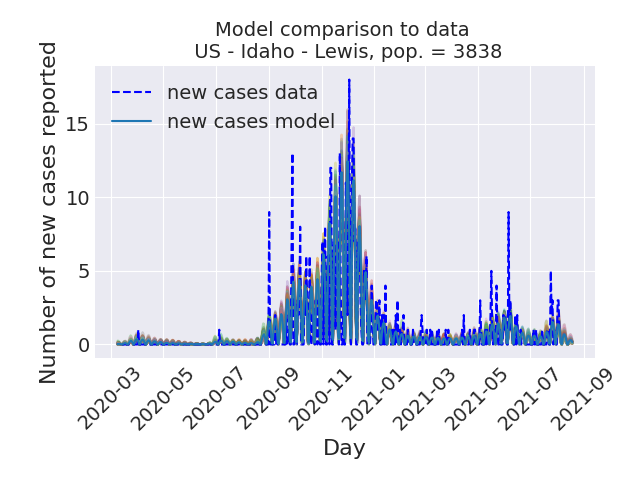 Model comparison to data
US - Idaho - Lewis, pop. = 3838
new cases data
new cases model
Number of new cases reported
15
10
5
0
2020-03
2020-05
2020-07
2020-09
2020-11
2021-01
2021-03
2021-05
2021-07
2021-09
Day